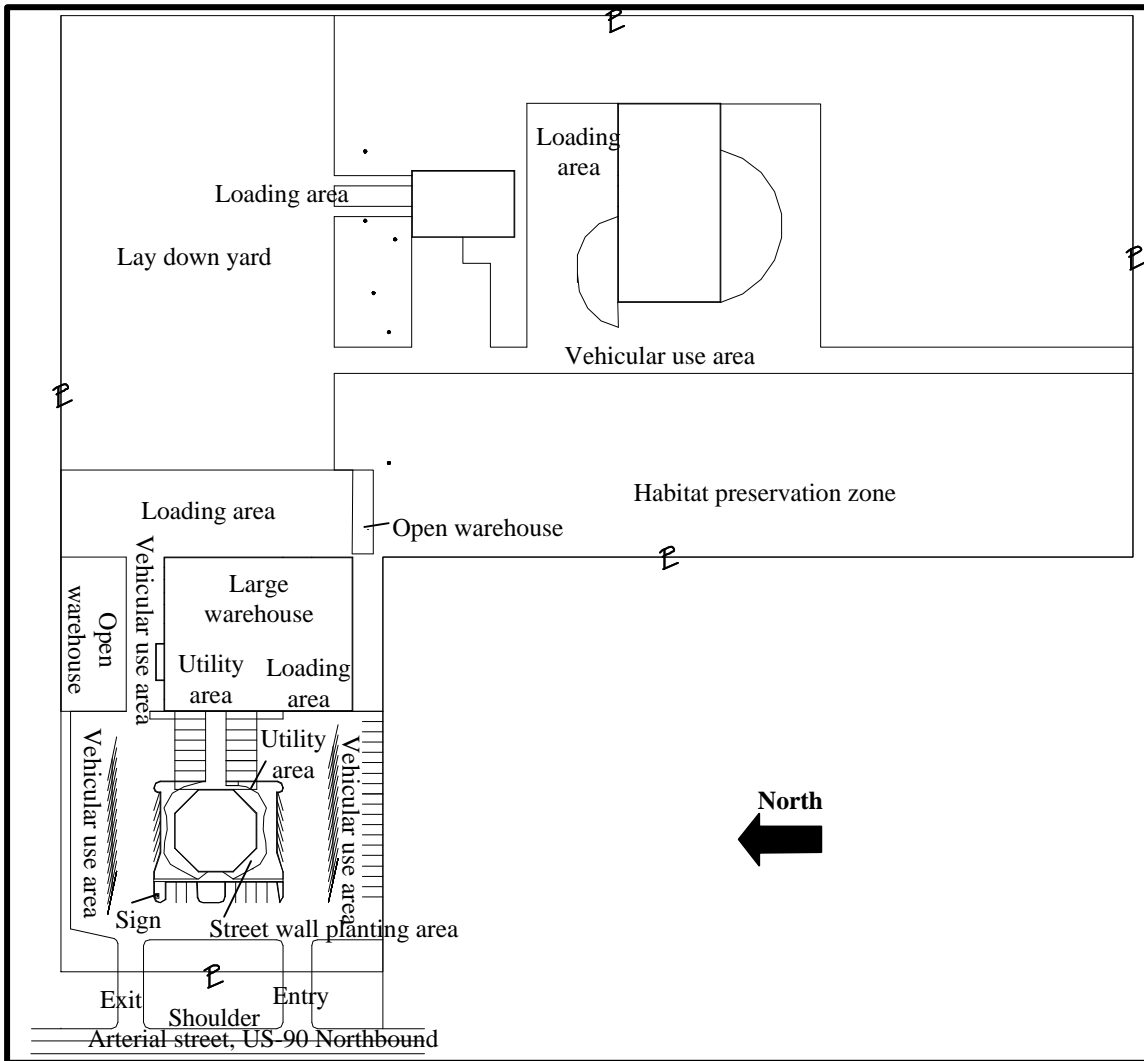 Loading
area
Loading area
Lay down yard
Vehicular use area
Habitat preservation zone
Loading area
Open warehouse
Vehicular use area
Open
warehouse
Large
warehouse
Utility
area
Loading
area
Utility
area
Vehicular use area
Vehicular use area
North
Sign
Street wall planting area
Exit
Entry
Shoulder
Arterial street, US-90 Northbound